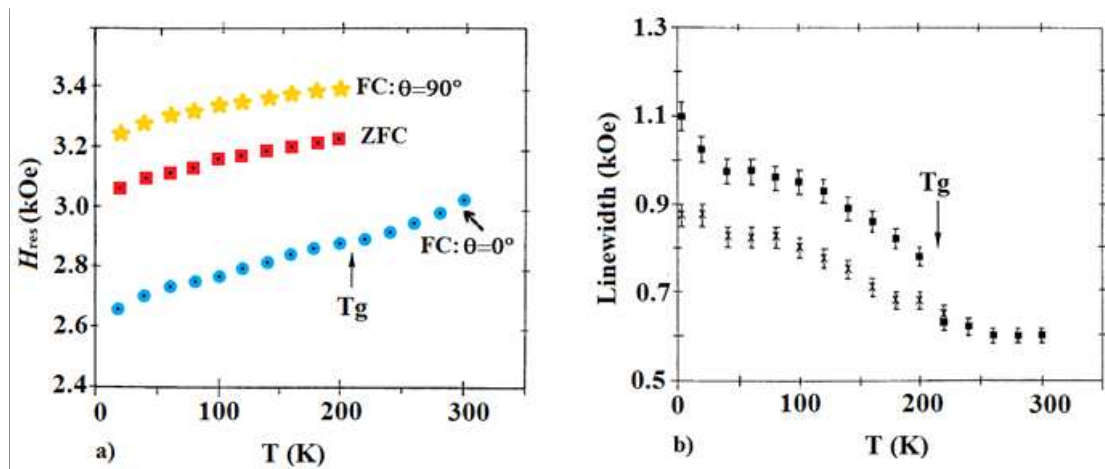 3.4
3.2
3.0
2.8
2.6
2.4
Hres (kOe)
FC: θ=90°
ZFC
FC: θ=0°
Tg
0 100 200 300
a) T (K)
1.3
1.1
0.9
0.7
0.5
Linewidth (kOe)
Tg
0 100 200 300
b) T (K)